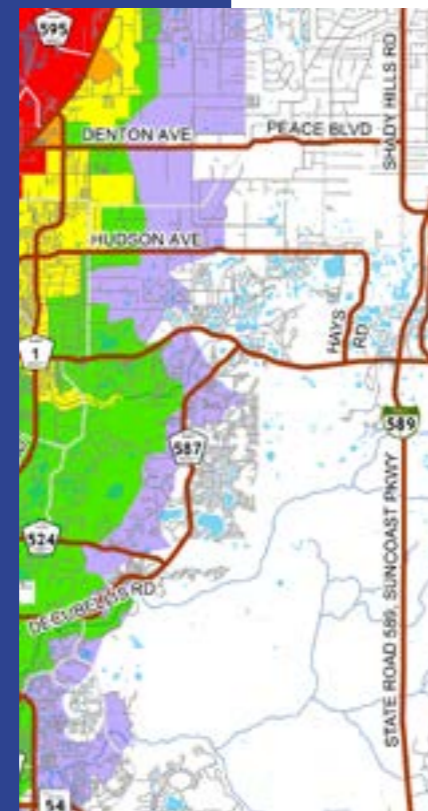 595
SHADY HILLS RD
DENTON AVE
PEACE BLVD
HUDSON AVE
HAYS
RD
1
589
587
STATE ROAD 589, SUNCOAST PKWY
524
DECUBELLIS RD
54